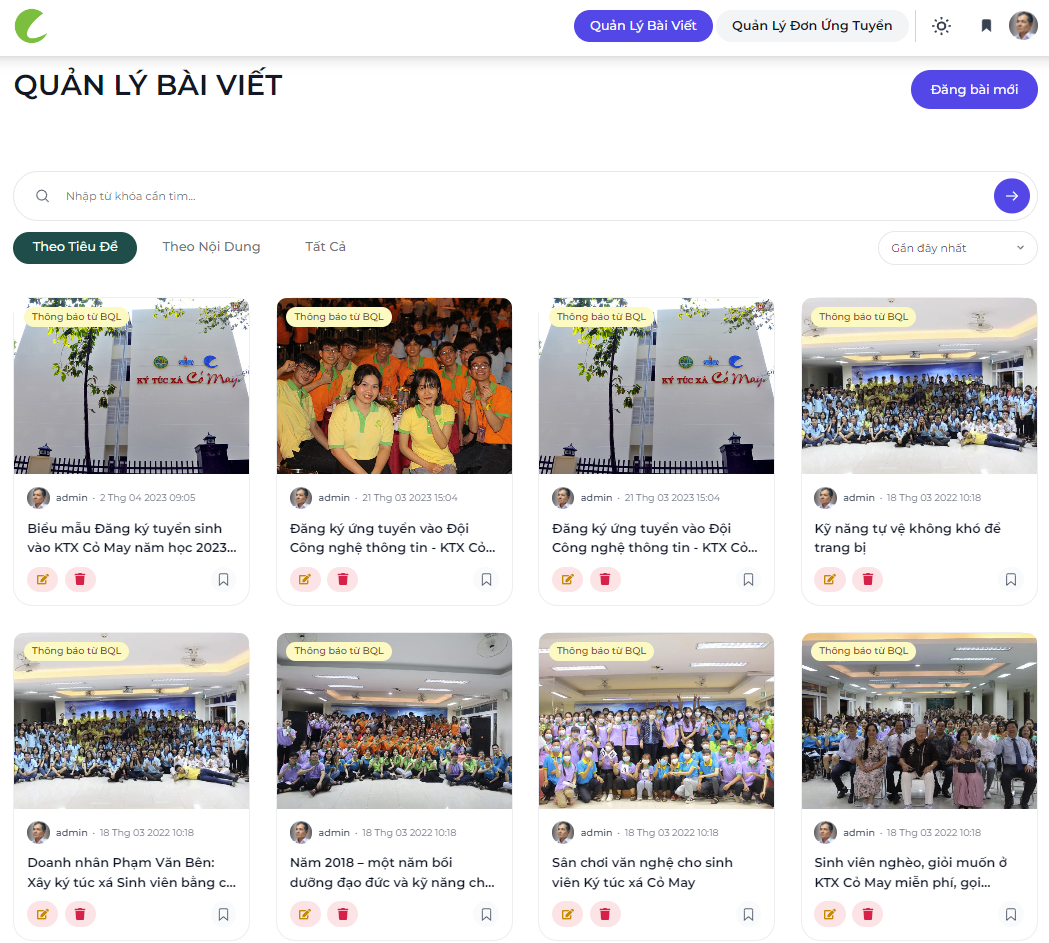 Quản Lý Bài Viết
Quản Lý Đơn Ứng Tuyển
QUẢN LÝ BÀI VIẾT
Đăng bài mới
Nhập từ khóa cần tìm...
Theo Tiêu Đề
Theo Nội Dung
Tất Cả
Gần đây nhất
Thông báo từ BQL
KÝ TÚC XÁ Cỏ May
Thông báo từ BQL
Thông báo từ BQL
KÝ TÚC XÁ Cỏ May
Thông báo từ BQL
admin · 2 Thg 04 2023 09:05
Biểu mẫu Đăng ký tuyển sinh
vào KTX Cỏ May năm học 2023...
admin · 21 Thg 03 2023 15:04
Đăng ký ứng tuyển vào Đội
Công nghệ thông tin - KTX Cỏ...
admin · 21 Thg 03 2023 15:04
Đăng ký ứng tuyển vào Đội
Công nghệ thông tin - KTX Cỏ...
admin · 18 Thg 03 2022 10:18
Kỹ năng tự vệ không khó để
trang bị
Thông báo từ BQL
Thông báo từ BQL
Thông báo từ BQL
Thông báo từ BQL
admin · 18 Thg 03 2022 10:18
Doanh nhân Phạm Văn Bên:
Xây ký túc xá Sinh viên bằng c...
admin · 18 Thg 03 2022 10:18
Năm 2018 – một năm bồi
dưỡng đạo đức và kỹ năng ch...
admin · 18 Thg 03 2022 10:18
Sân chơi văn nghệ cho sinh
viên Ký túc xá Cỏ May
admin · 18 Thg 03 2022 10:18
Sinh viên nghèo, giỏi muốn ở
KTX Cỏ May miễn phí, gọi...